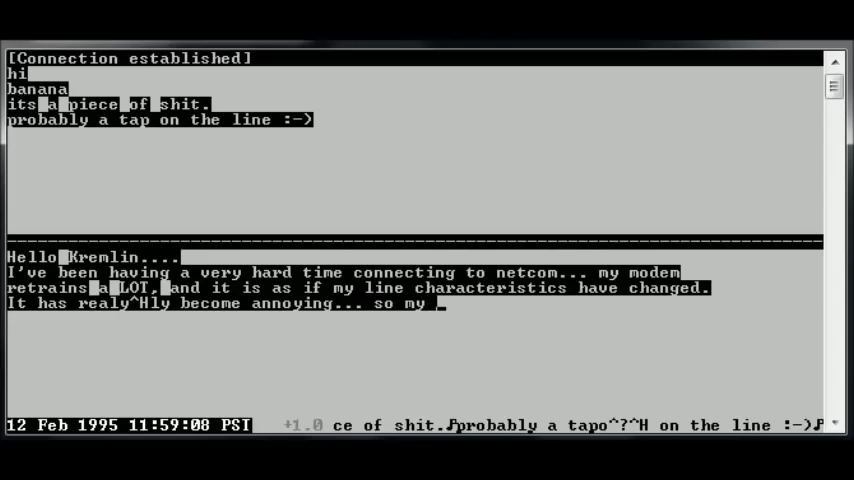 [Connection established]
hi
banana
its a piece of shit.
probably a tap on the line :-)
Hello Kremlin....
I've been having a very hard time connecting to netcom... my modem
retrains a LOT, and it is as if my line characteristics have changed.
It has realy^Hly become annoying... so my _
12 Feb 1995 11:59:08 PST +1.0 ce of shit.♪probably a tapo^?^H on the line :-)♪